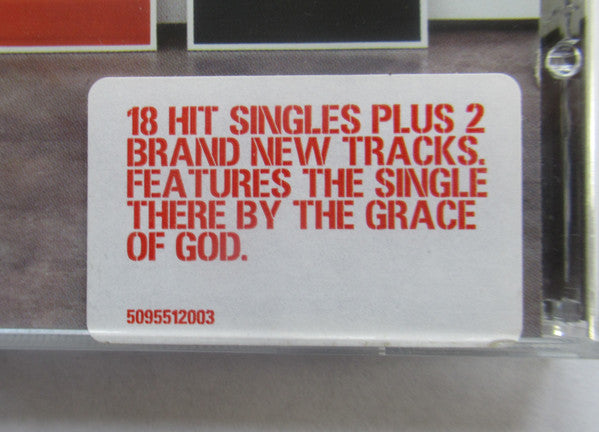 18 HIT SINGLES PLUS 2
BRAND NEW TRACKS.
FEATURES THE SINGLE
THERE BY THE GRACE
OF GOD.
5095512003